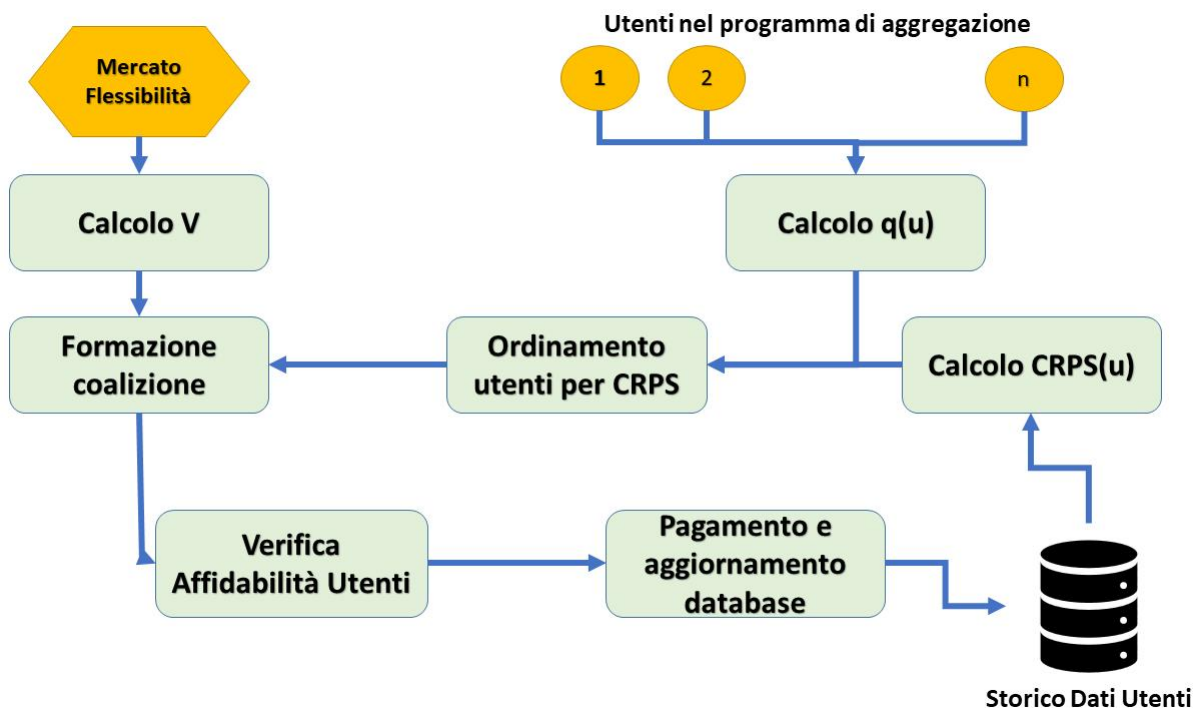 Utenti nel programma di aggregazione
Mercato
Flessibilità
1
2
n
Calcolo V
Calcolo q(u)
Formazione
coalizione
Ordinamento
utenti per CRPS
Calcolo CRPS(u)
Verifica
Affidabilità Utenti
Pagamento e
aggiornamento
database
Storico Dati Utenti